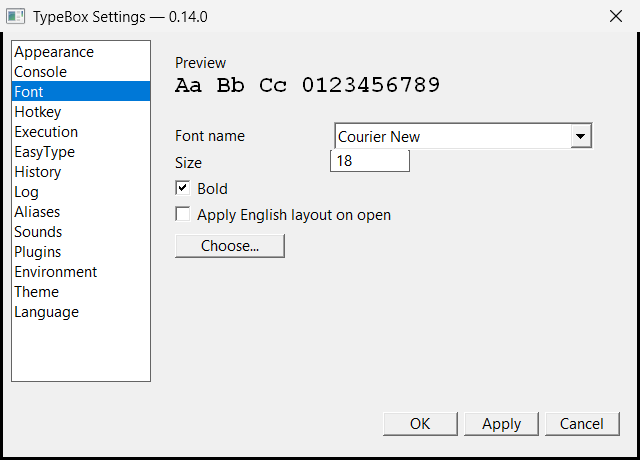 TypeBox Settings — 0.14.0
Appearance
Console
Font
Hotkey
Execution
EasyType
History
Log
Aliases
Sounds
Plugins
Environment
Theme
Language
Preview
Aa Bb Cc 0123456789
Font name
Courier New
Size
18
Bold
Apply English layout on open
Choose...
OK
Apply
Cancel